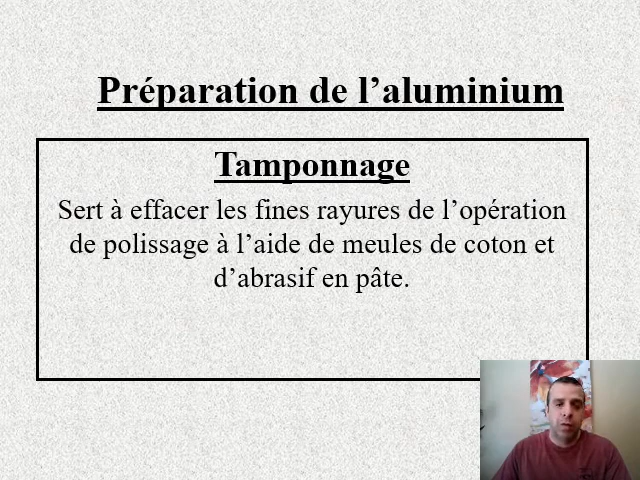 Préparation de l’aluminium
Tamponnage
Sert à effacer les fines rayures de l’opération
de polissage à l’aide de meules de coton et
d’abrasif en pâte.